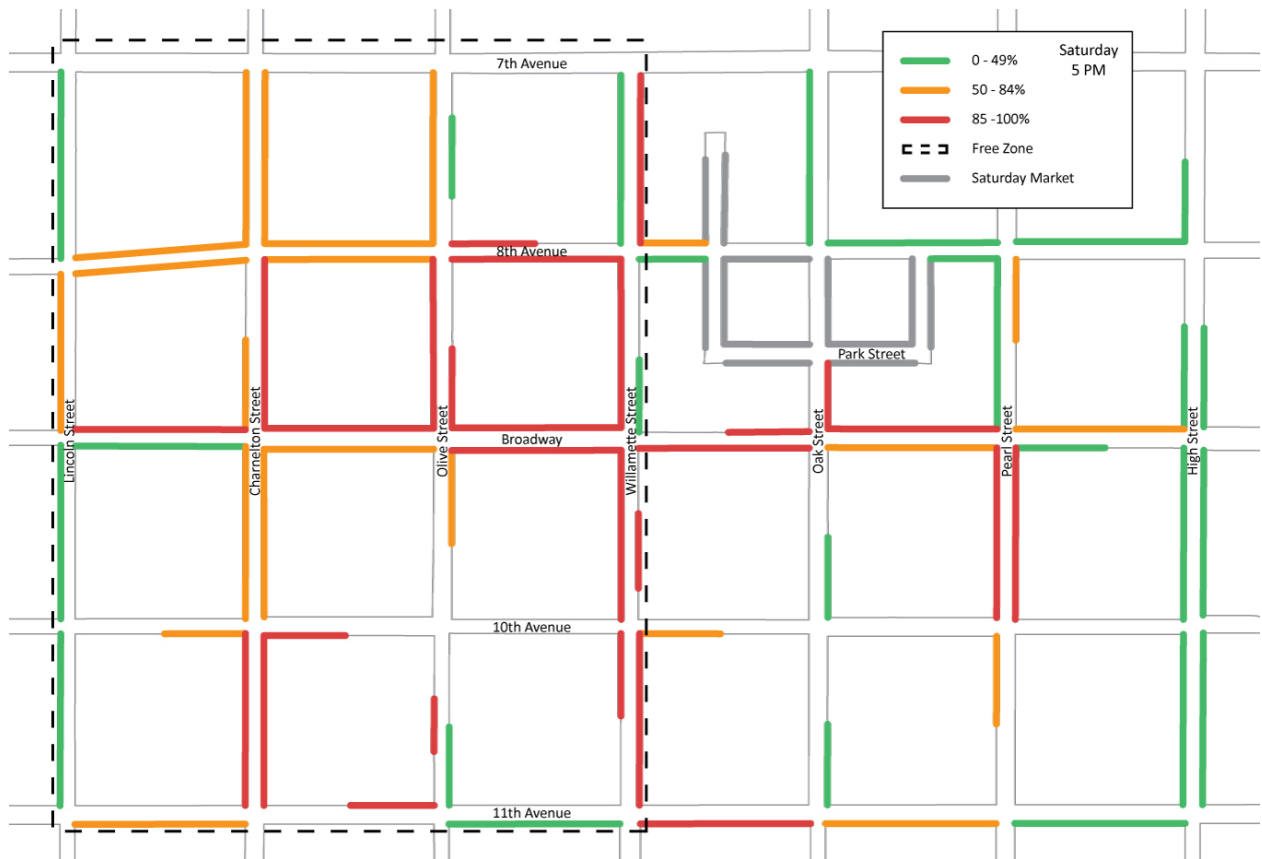 7th Avenue
0 - 49%
Saturday
5 PM
50 - 84%
85 -100%
Free Zone
Saturday Market
8th Avenue
Park Street
Broadway
Lincoln Street
Charnelton Street
Olive Street
Willamette Street
Oak Street
Pearl Street
High Street
10th Avenue
11th Avenue